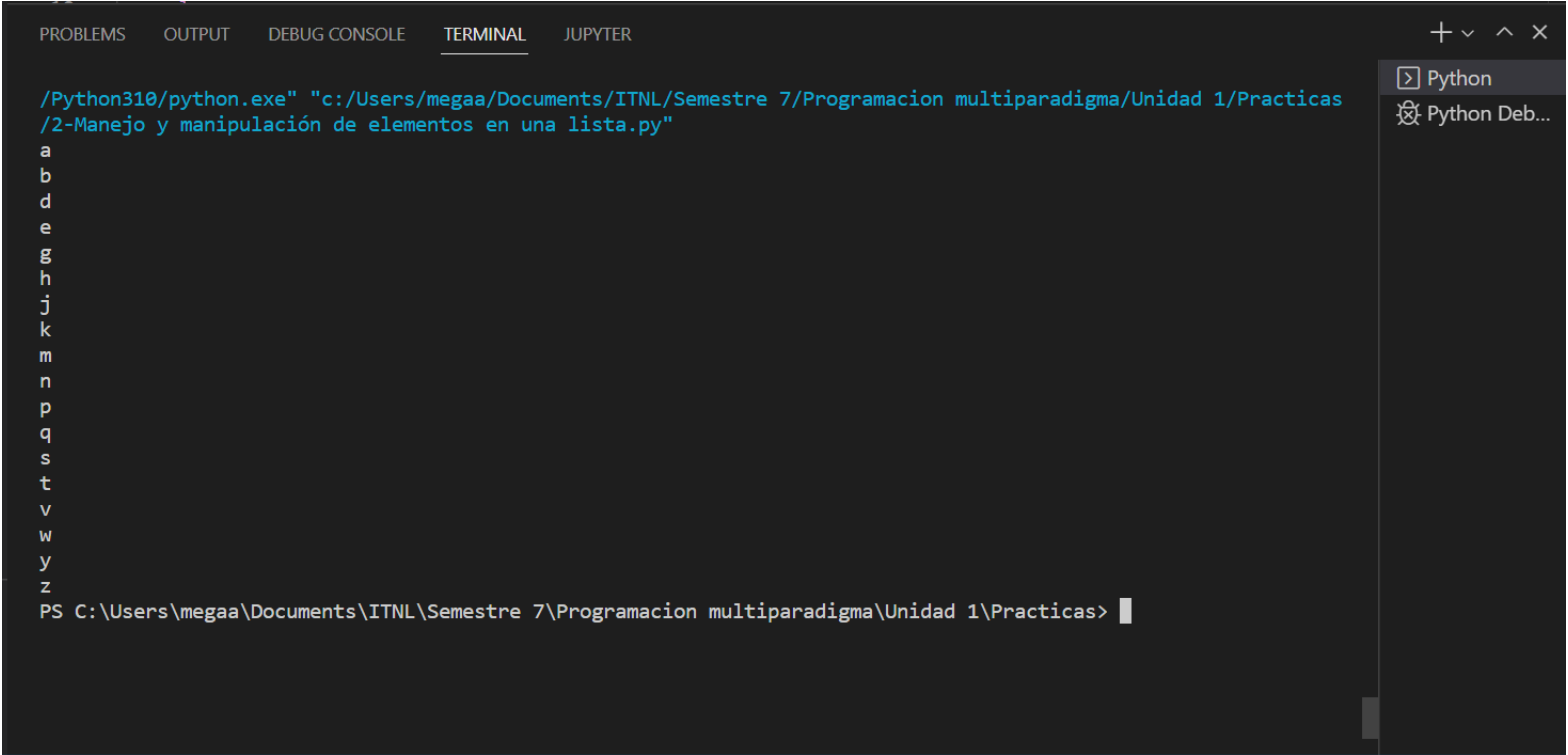 PROBLEMS OUTPUT DEBUG CONSOLE TERMINAL JUPYTER
/Python310/python.exe" "c:/Users/megaa/Documents/ITNL/Semestre 7/Programacion multiparadigma/Unidad 1/Practicas
/2-Manejo y manipulación de elementos en una lista.py"
a
b
d
e
g
h
j
k
m
n
p
q
s
t
v
w
y
z
PS C:\Users\megaa\Documents\ITNL\Semestre 7\Programacion multiparadigma\Unidad 1\Practicas>
Python
Python Deb...